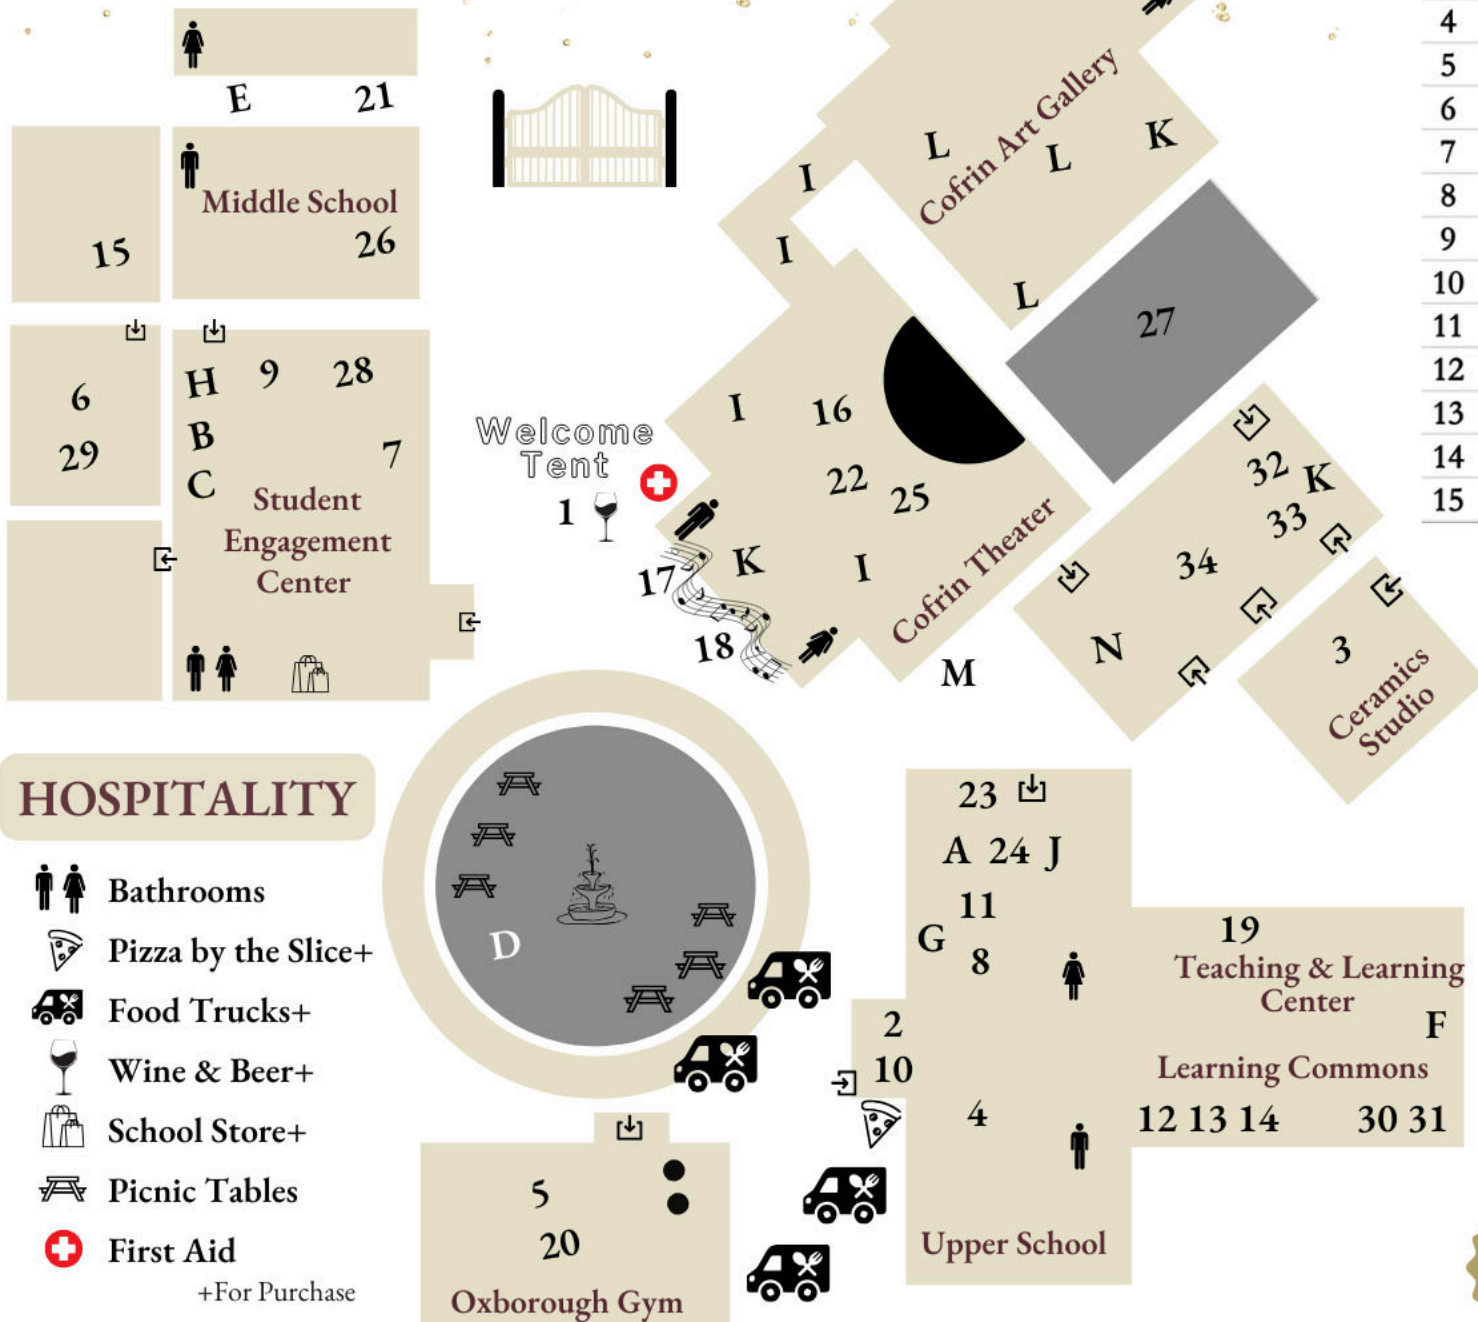 E 21
Middle School
15
26
H 9 28
6
B
29
7
C
Student
Engagement
Center
Welcome
Tent
1
17
18
Cofrin Art Gallery
L
L
K
I
I
L
27
I
16
22
25
K
I
Cofrin Theater
M
32
K
33
34
N
3
Ceramics
Studio
4
5
6
7
8
9
10
11
12
13
14
15
HOSPITALITY
Bathrooms
Pizza by the Slice+
Food Trucks+
Wine & Beer+
School Store+
Picnic Tables
First Aid
+For Purchase
D
23
A 24 J
11
G
8
2
10
4
Upper School
19
Teaching & Learning
Center
F
Learning Commons
12 13 14 30 31
5
20
Oxborough Gym